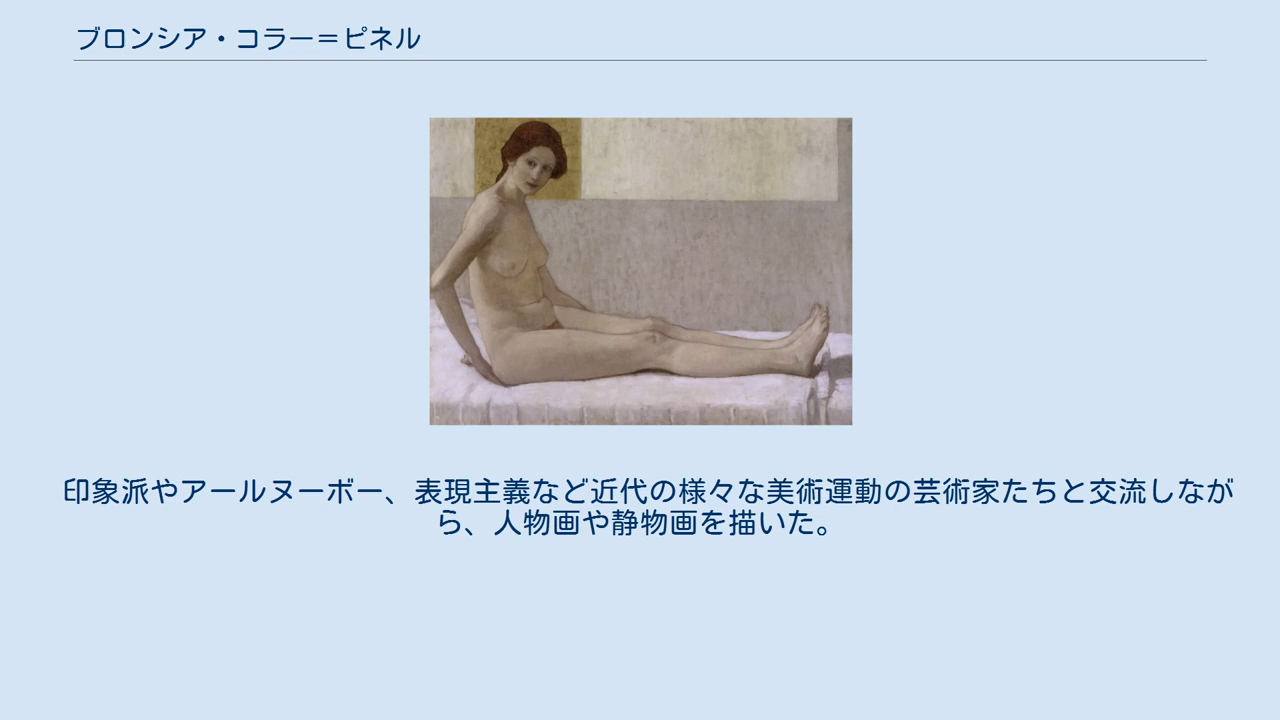 ブロンシア・コラー＝ピネル
印象派やアールヌーボー、表現主義など近代の様々な美術運動の芸術家たちと交流しなが
ら、人物画や静物画を描いた。